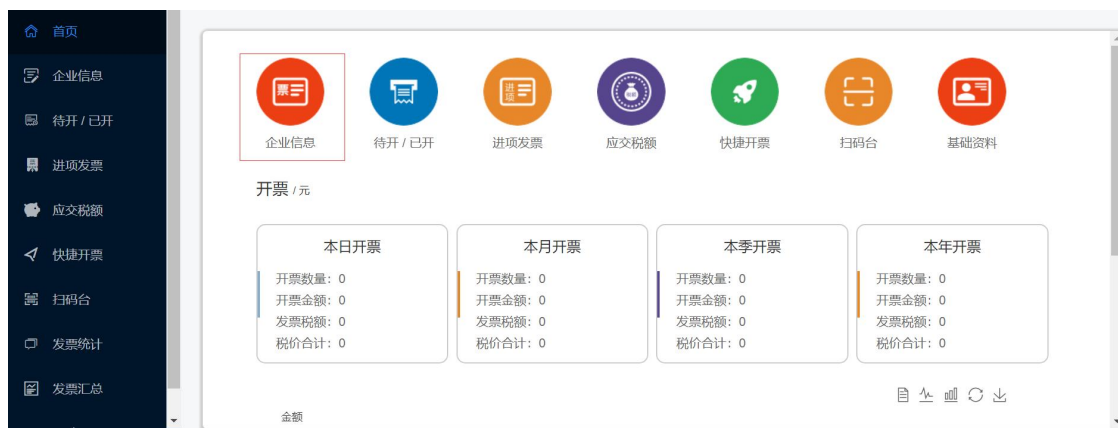 首页
企业信息
待开 / 已开
进项发票
应交税额
快捷开票
扫码台
发票统计
发票汇总
票
进项
企业信息
待开 / 已开
进项发票
应交税额
快捷开票
扫码台
基础资料
开票 / 元
本日开票
开票数量：0
开票金额：0
发票税额：0
税价合计：0
本月开票
开票数量：0
开票金额：0
发票税额：0
税价合计：0
本季开票
开票数量：0
开票金额：0
发票税额：0
税价合计：0
本年开票
开票数量：0
开票金额：0
发票税额：0
税价合计：0
金额